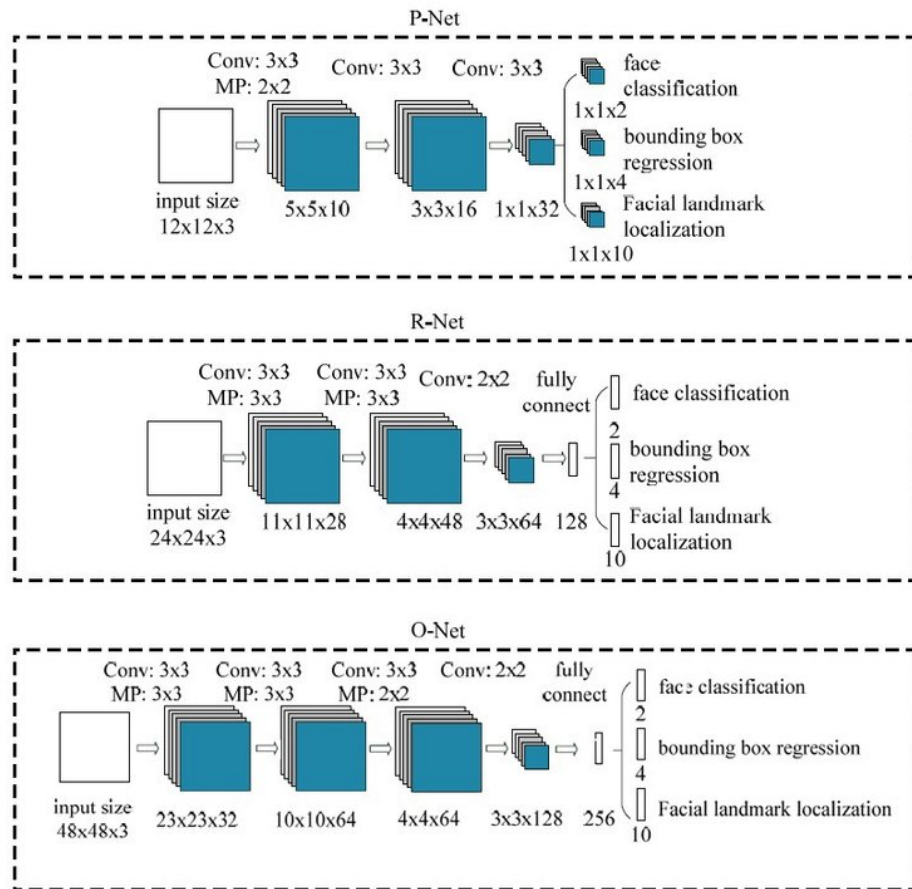 P-Net
Conv: 3x3
MP: 2x2
Conv: 3x3
Conv: 3x3
face
classification
1x1x2
bounding box
regression
1x1x4
Facial landmark
localization
1x1x10
input size
12x12x3
5x5x10
3x3x16
1x1x32
R-Net
Conv: 3x3
MP: 3x3
Conv: 3x3
MP: 3x3
Conv: 2x2
fully
connect
face classification
2
bounding box
regression
4
Facial landmark
localization
10
input size
24x24x3
11x11x28
4x4x48
3x3x64
128
O-Net
Conv: 3x3
MP: 3x3
Conv: 3x3
MP: 3x3
Conv: 3x3
MP: 2x2
Conv: 2x2
fully
connect
face classification
2
bounding box regression
4
Facial landmark localization
10
input size
48x48x3
23x23x32
10x10x64
4x4x64
3x3x128
256